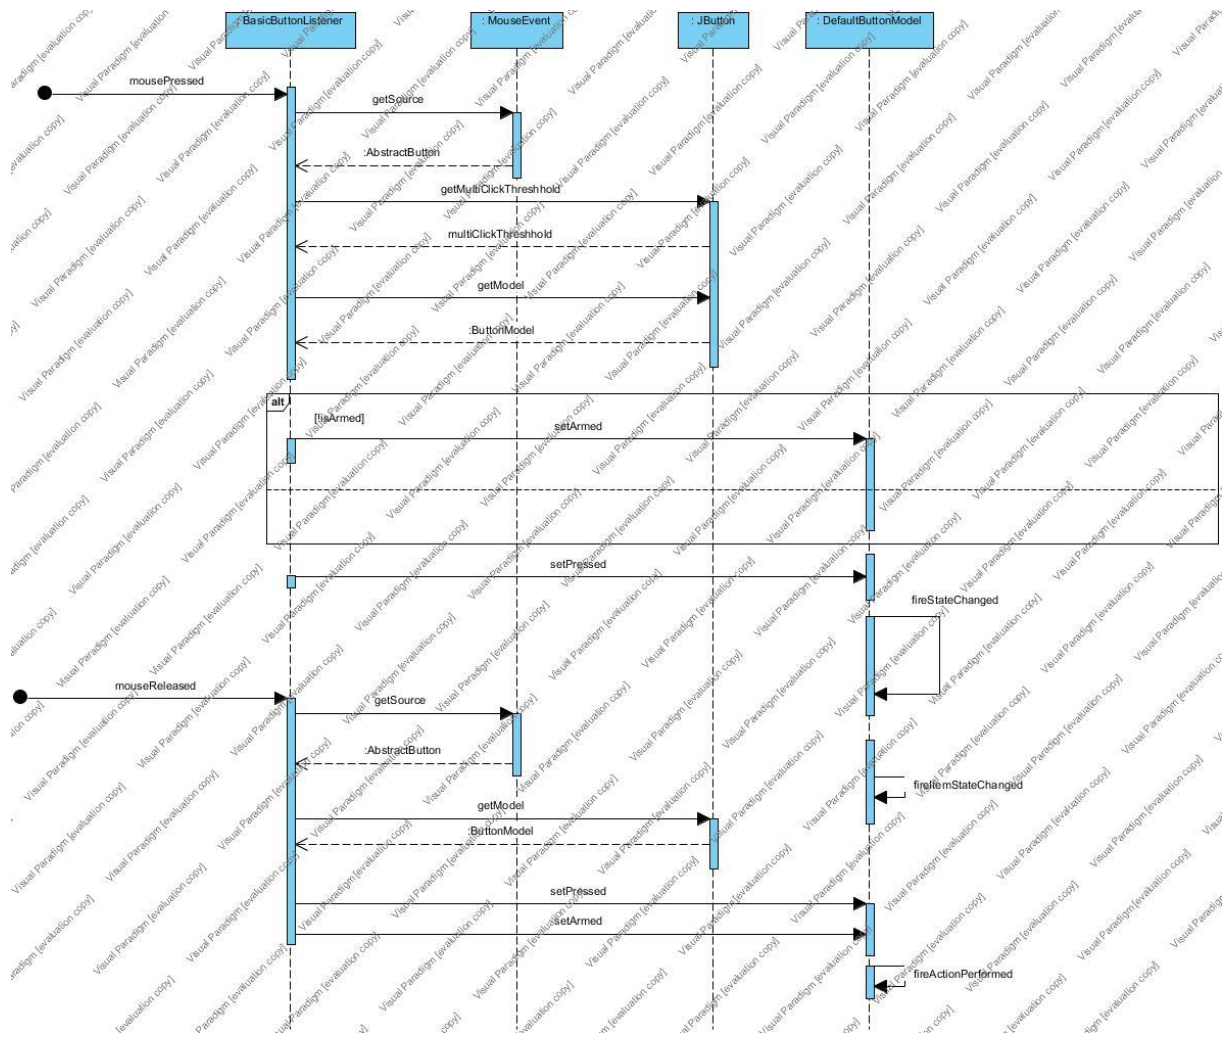 BasicButtonListener
: MouseEvent
: JButton
: DefaultButtonModel
mousePressed
getSource
:AbstractButton
getMultiClickThreshhold
multiClickThreshhold
getModel
:ButtonModel
alt
[!isArmed]
setArmed
setPressed
fireStateChanged
mouseReleased
getSource
:AbstractButton
fireItemStateChanged
getModel
:ButtonModel
setPressed
setArmed
fireActionPerformed
Visual Paradigm [evaluation copy]